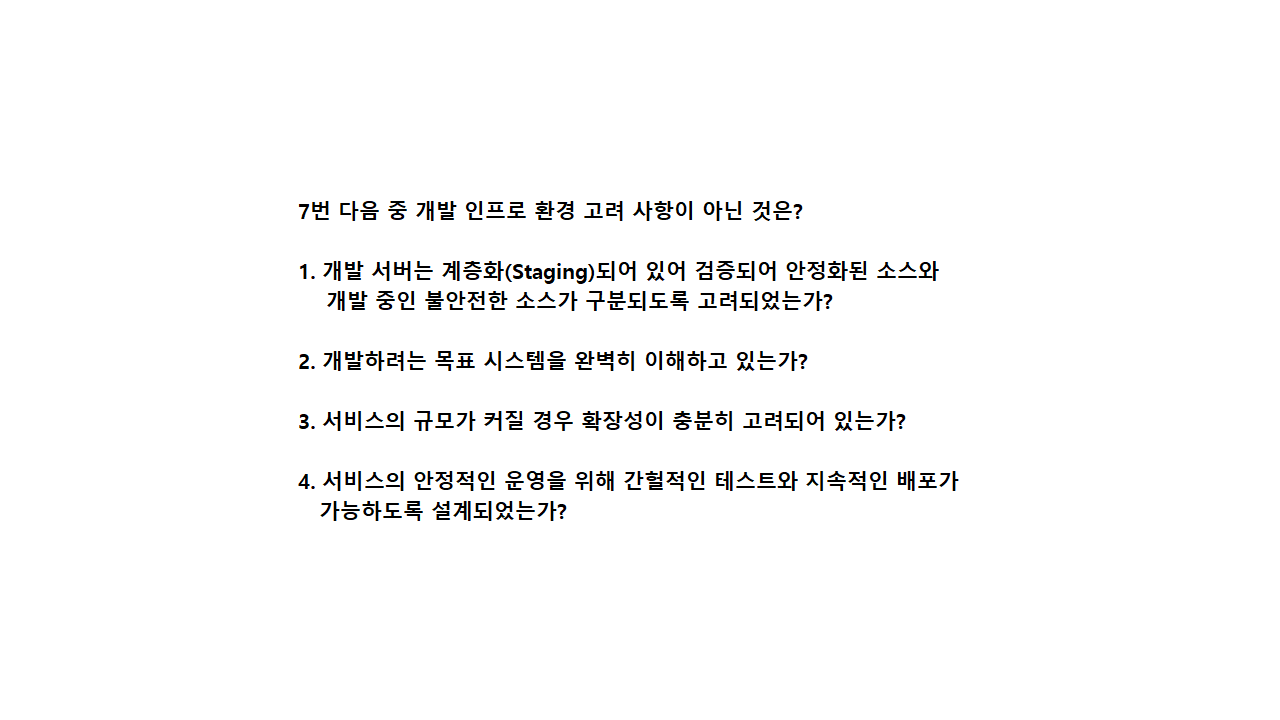 7번 다음 중 개발 인프로 환경 고려 사항이 아닌 것은?
1. 개발 서버는 계층화(Staging)되어 있어 검증되어 안정화된 소스와
개발 중인 불안전한 소스가 구분되도록 고려되었는가?
2. 개발하려는 목표 시스템을 완벽히 이해하고 있는가?
3. 서비스의 규모가 커질 경우 확장성이 충분히 고려되어 있는가?
4. 서비스의 안정적인 운영을 위해 간헐적인 테스트와 지속적인 배포가
가능하도록 설계되었는가?